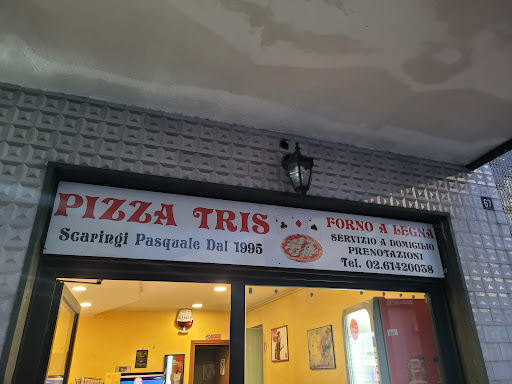 PIZZA TRIS
Scaringi Pasquale Dal 1995
FORNO A LEGNA
SERVIZIO A DOMICILIO
PRENOTAZIONI
Tel. 02.61420038
67